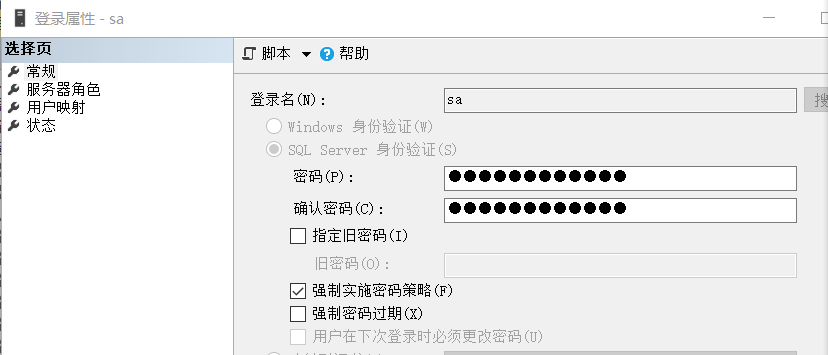 登录属性 - sa
选择页
常规
服务器角色
用户映射
状态
脚本 帮助
登录名(N): sa
Windows 身份验证(W)
SQL Server 身份验证(S)
密码(P): ●●●●●●●●●●●●
确认密码(C): ●●●●●●●●●●●●
指定旧密码(I)
旧密码(O):
强制实施密码策略(F)
强制密码过期(X)
用户在下次登录时必须更改密码(U)